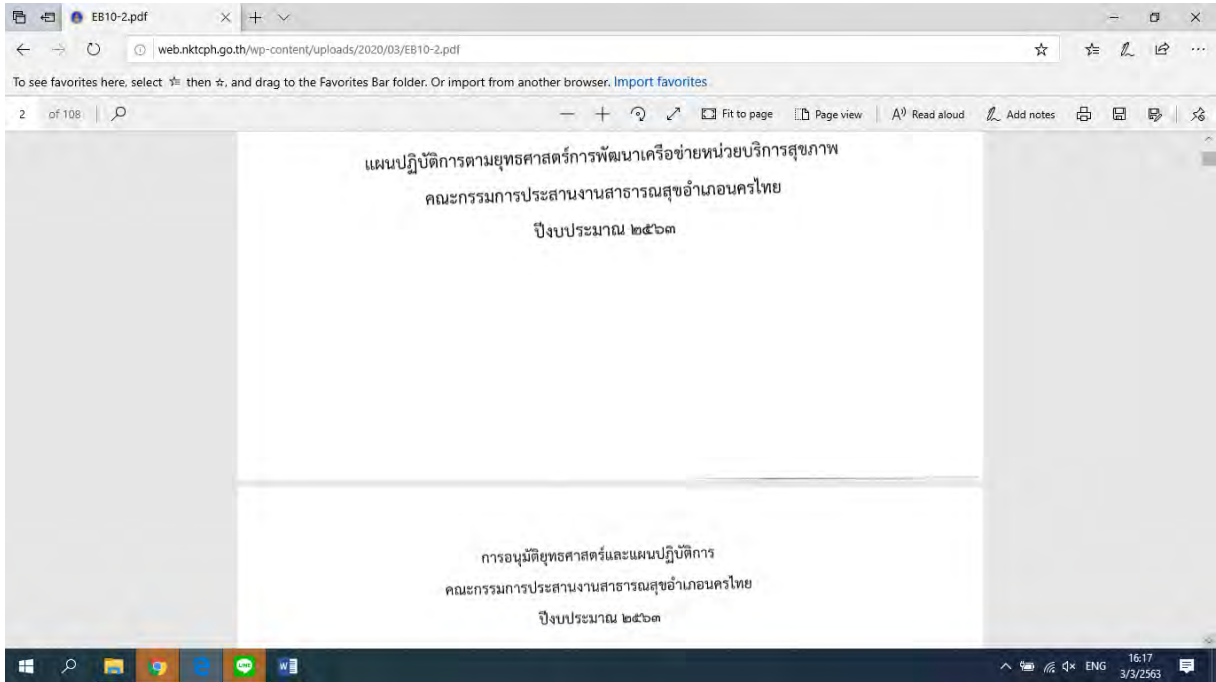 EB10-2.pdf
web.nktcph.go.th/wp-content/uploads/2020/03/EB10-2.pdf
To see favorites here, select then, and drag to the Favorites Bar folder. Or import from another browser. Import favorites
2 of 108 Fit to page Page view Read aloud Add notes
แผนปฏิบัติการตามยุทธศาสตร์การพัฒนาเครือข่ายหน่วยบริการสุขภาพ
คณะกรรมการประสานงานสาธารณสุขอำเภอนครไทย
ปีงบประมาณ ๒๕๖๓
การอนุมัติยุทธศาสตร์และแผนปฏิบัติการ
คณะกรรมการประสานงานสาธารณสุขอำเภอนครไทย
ปีงบประมาณ ๒๕๖๓
ENG 16:17
3/3/2563